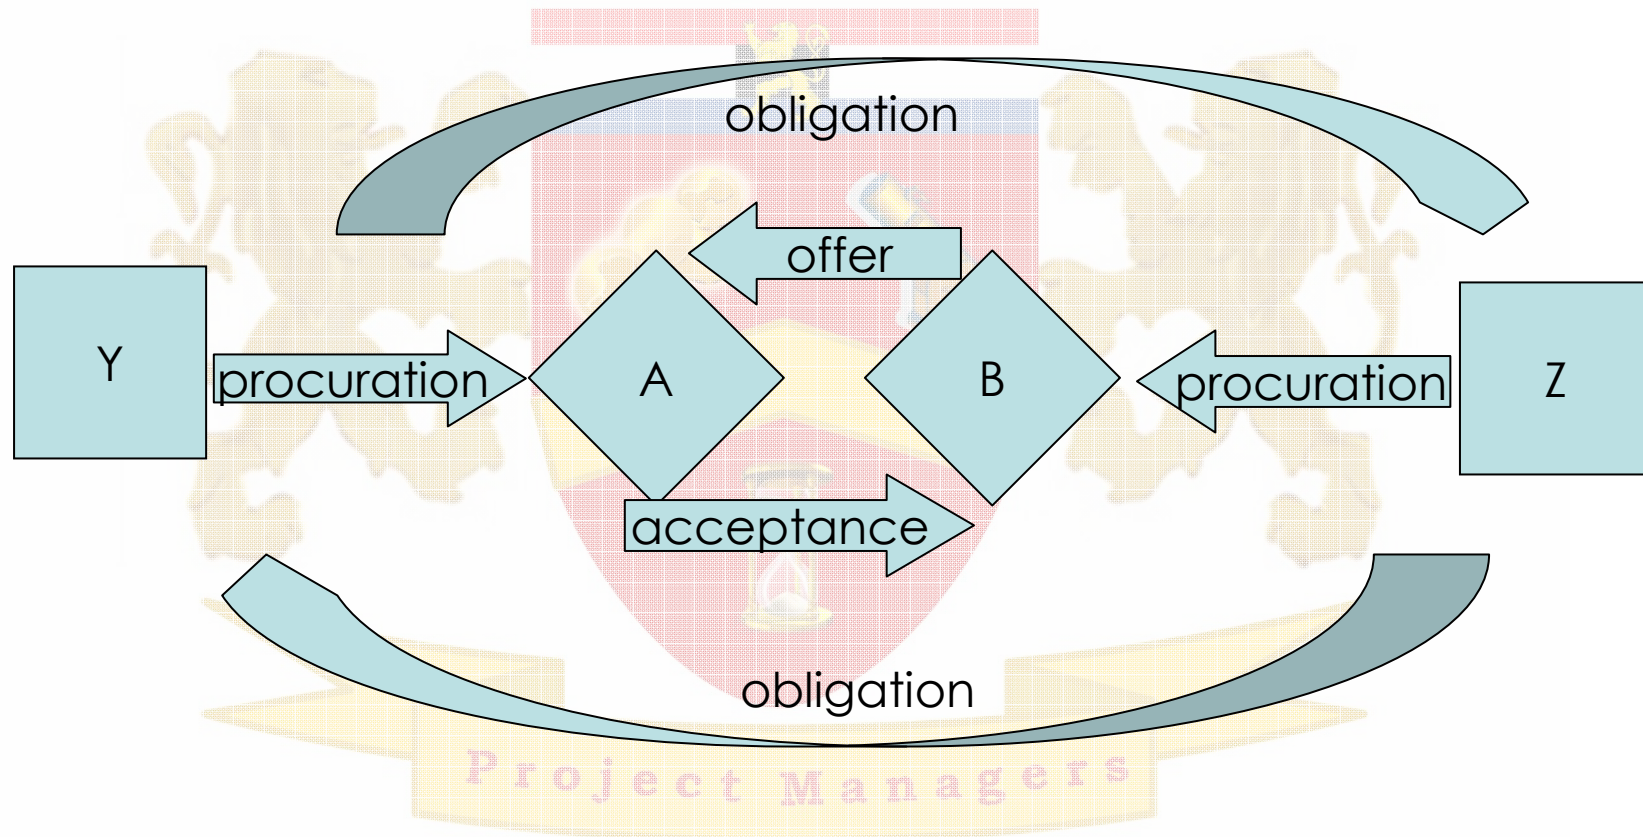 obligation
offer
Y
procuration
A
B
procuration
Z
acceptance
obligation
Project Managers